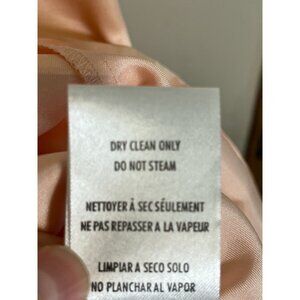 DRY CLEAN ONLY
DO NOT STEAM
NETTOYER À SEC SÉULEMENT
NE PAS REPASSER A LA VAPEUR
LIMPIAR A SECO SOLO
NO PLANCHAR AL VAPOR